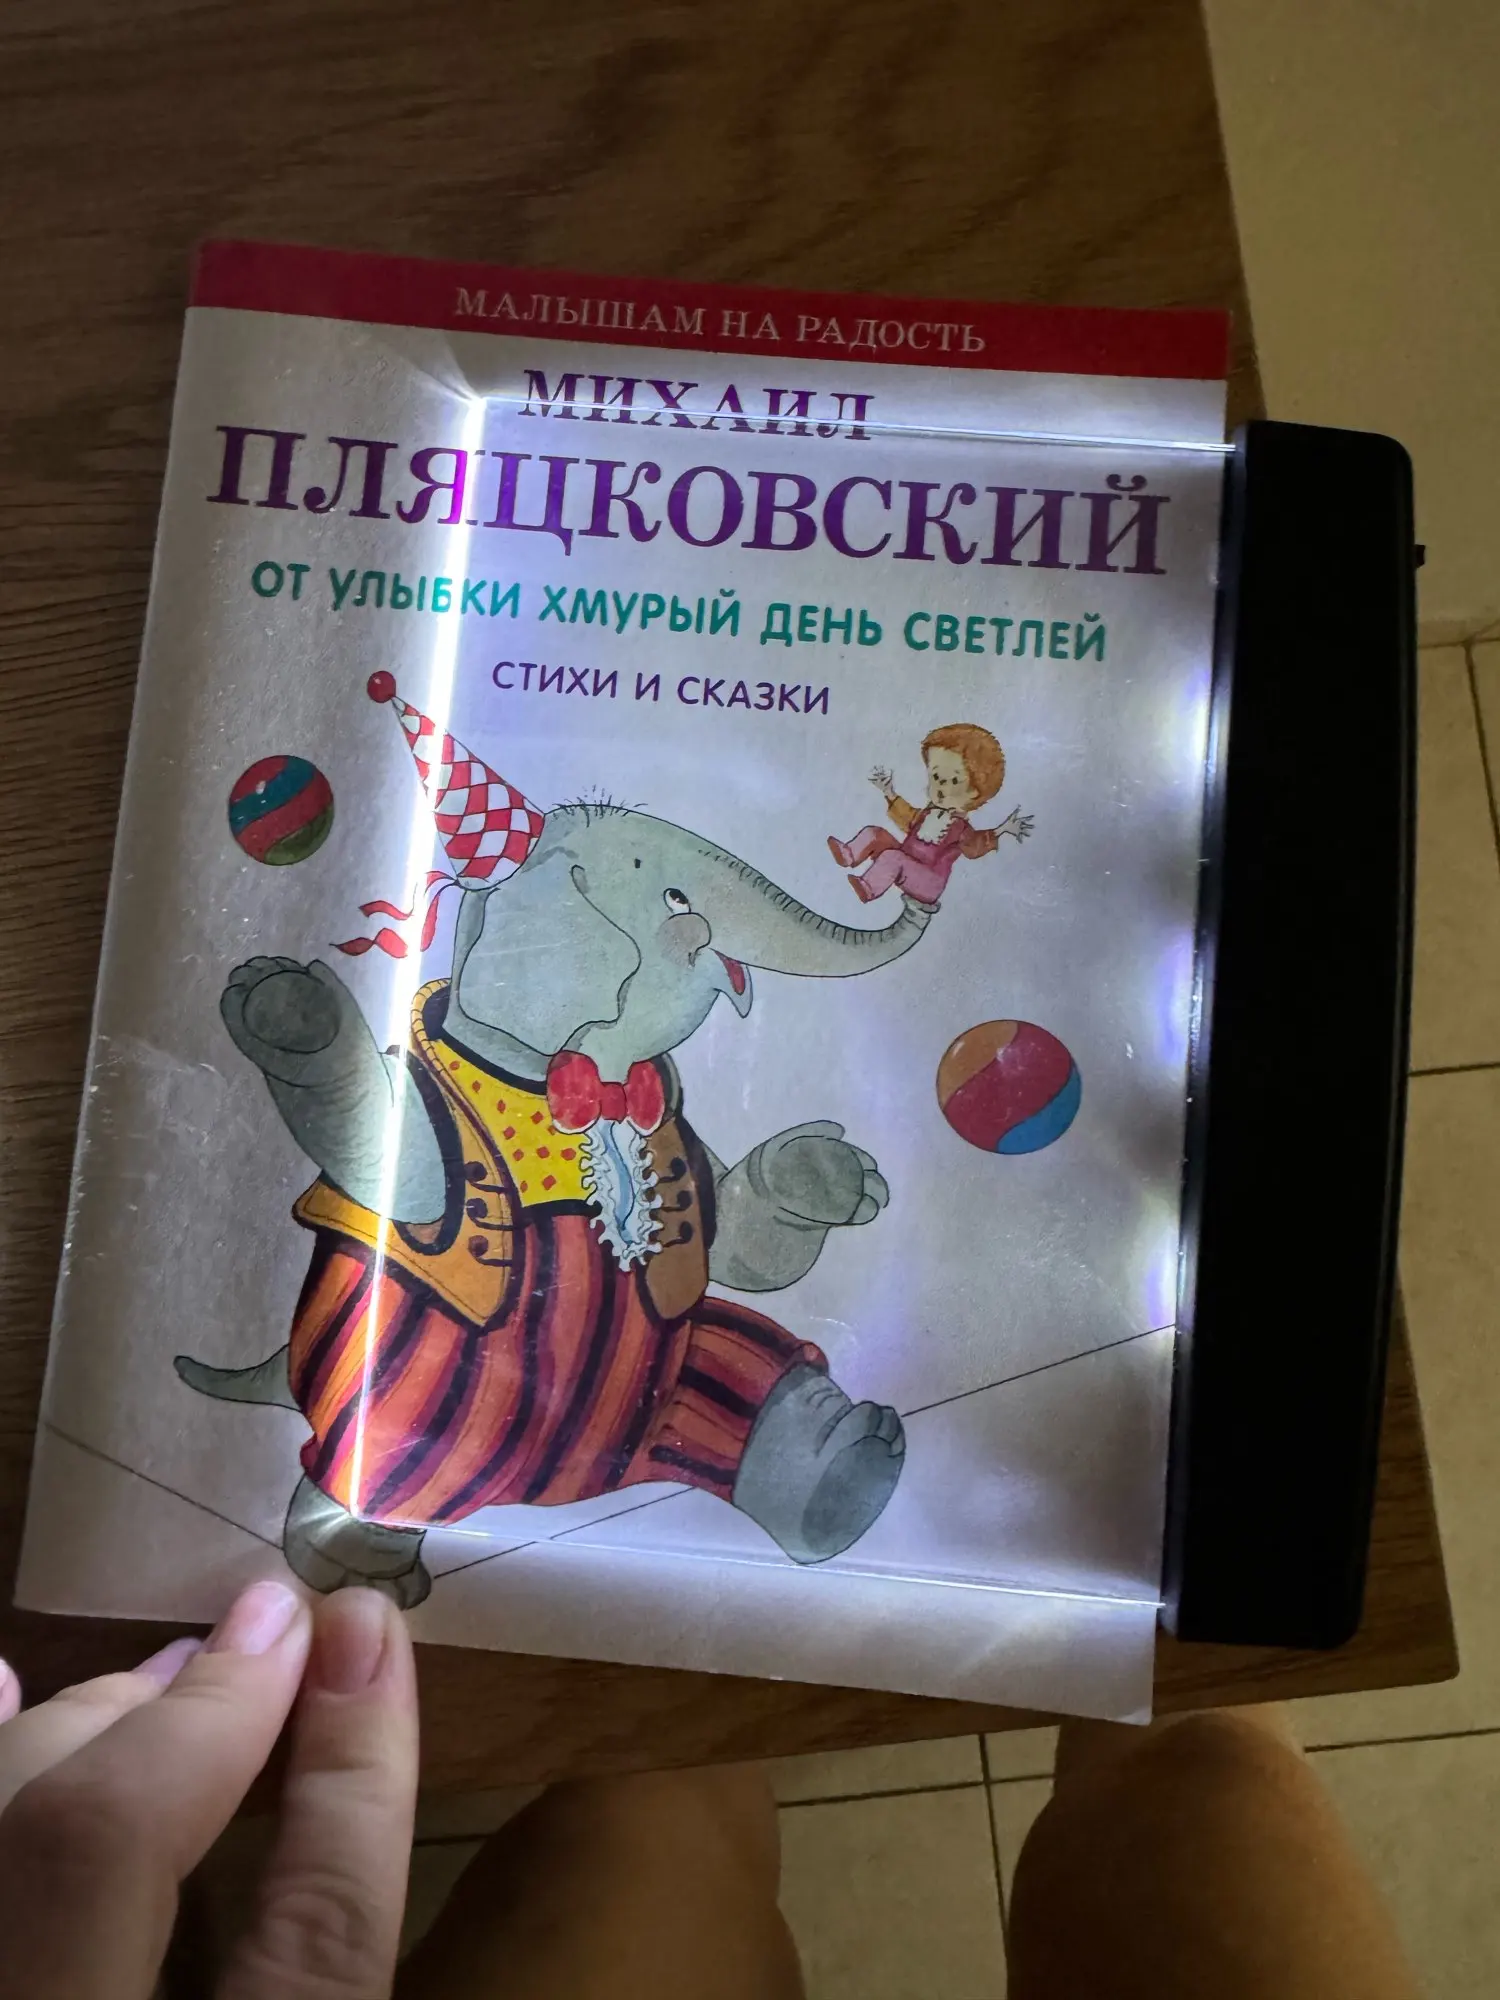 МАЛЫШАМ НА РАДОСТЬ
МИХАИЛ
ПЛЯЦКОВСКИЙ
ОТ УЛЫБКИ ХМУРЫЙ ДЕНЬ СВЕТЛЕЙ
СТИХИ И СКАЗКИ